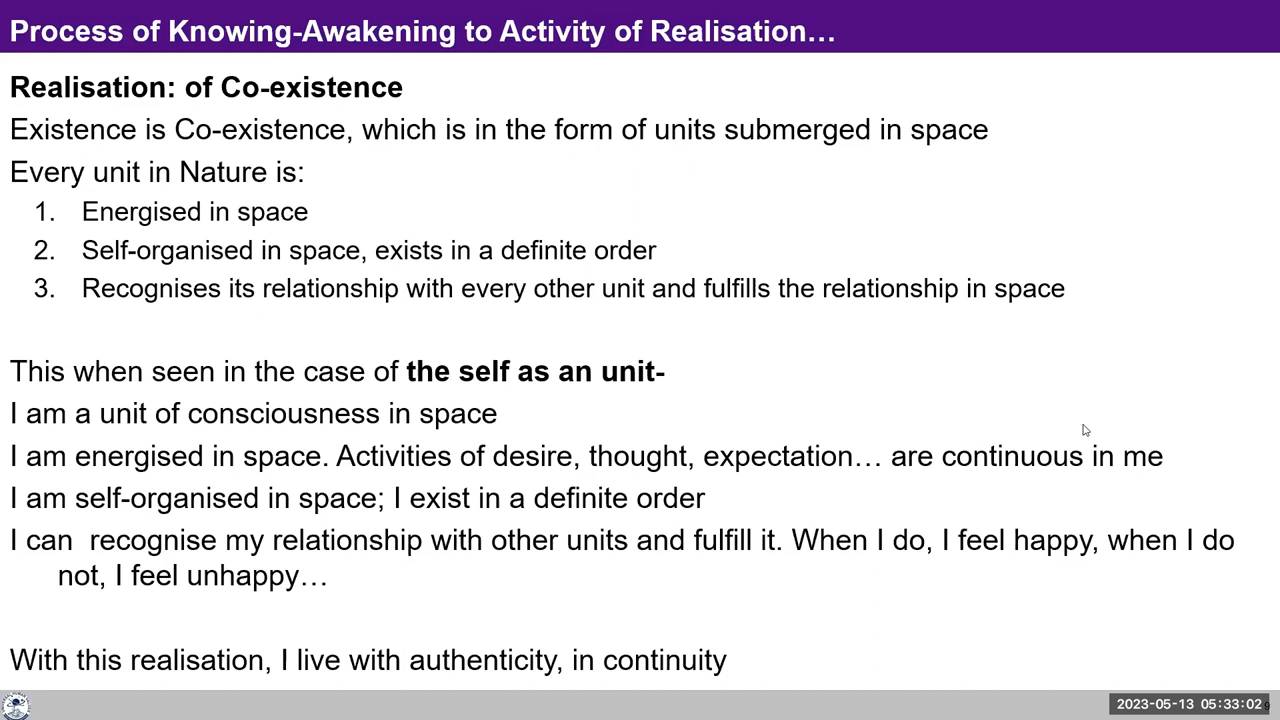 Process of Knowing-Awakening to Activity of Realisation…
Realisation: of Co-existence
Existence is Co-existence, which is in the form of units submerged in space
Every unit in Nature is:
1. Energised in space
2. Self-organised in space, exists in a definite order
3. Recognises its relationship with every other unit and fulfills the relationship in space
This when seen in the case of the self as an unit-
I am a unit of consciousness in space
I am energised in space. Activities of desire, thought, expectation… are continuous in me
I am self-organised in space; I exist in a definite order
I can  recognise my relationship with other units and fulfill it. When I do, I feel happy, when I do
not, I feel unhappy…
With this realisation, I live with authenticity, in continuity
2023-05-13 05:33:02
9